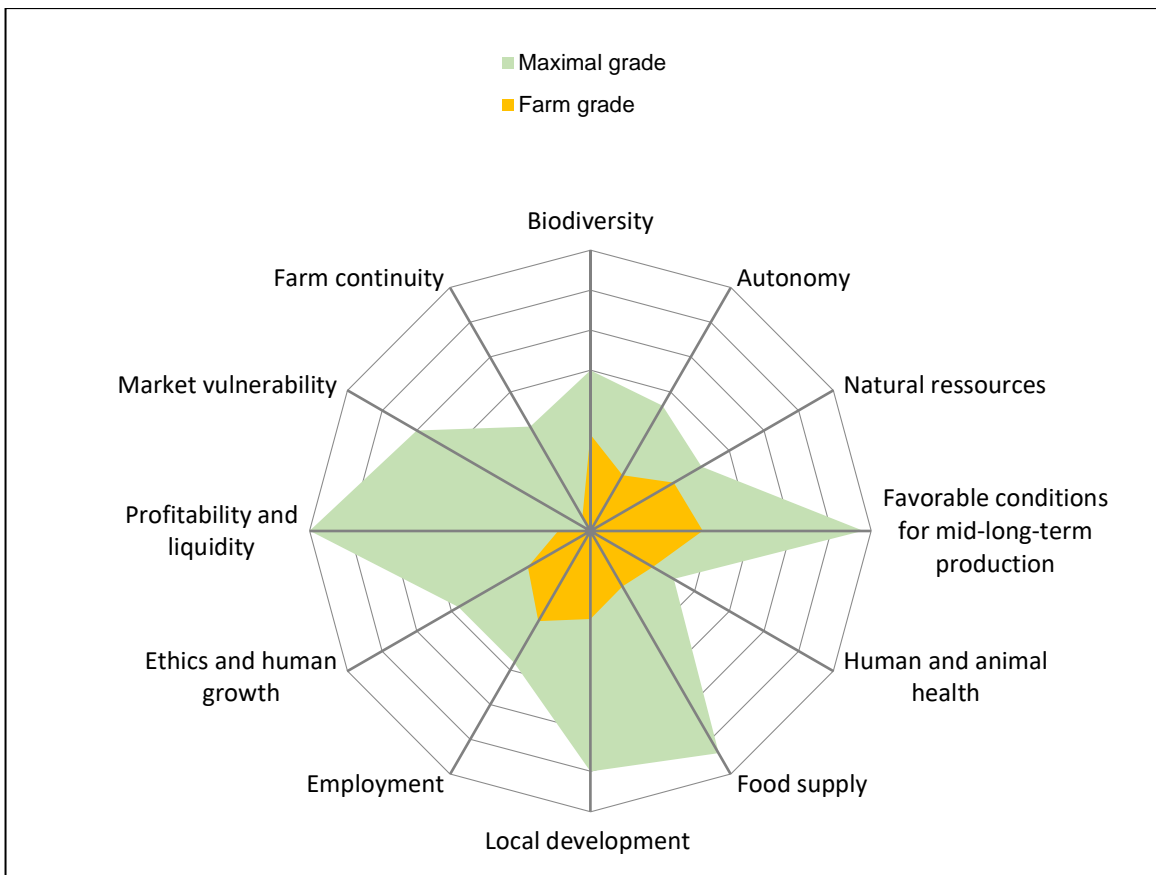 Maximal grade
Farm grade
Biodiversity
Farm continuity
Autonomy
Market vulnerability
Natural ressources
Profitability and
liquidity
Favorable conditions
for mid-long-term
production
Ethics and human
growth
Human and animal
health
Employment
Food supply
Local development